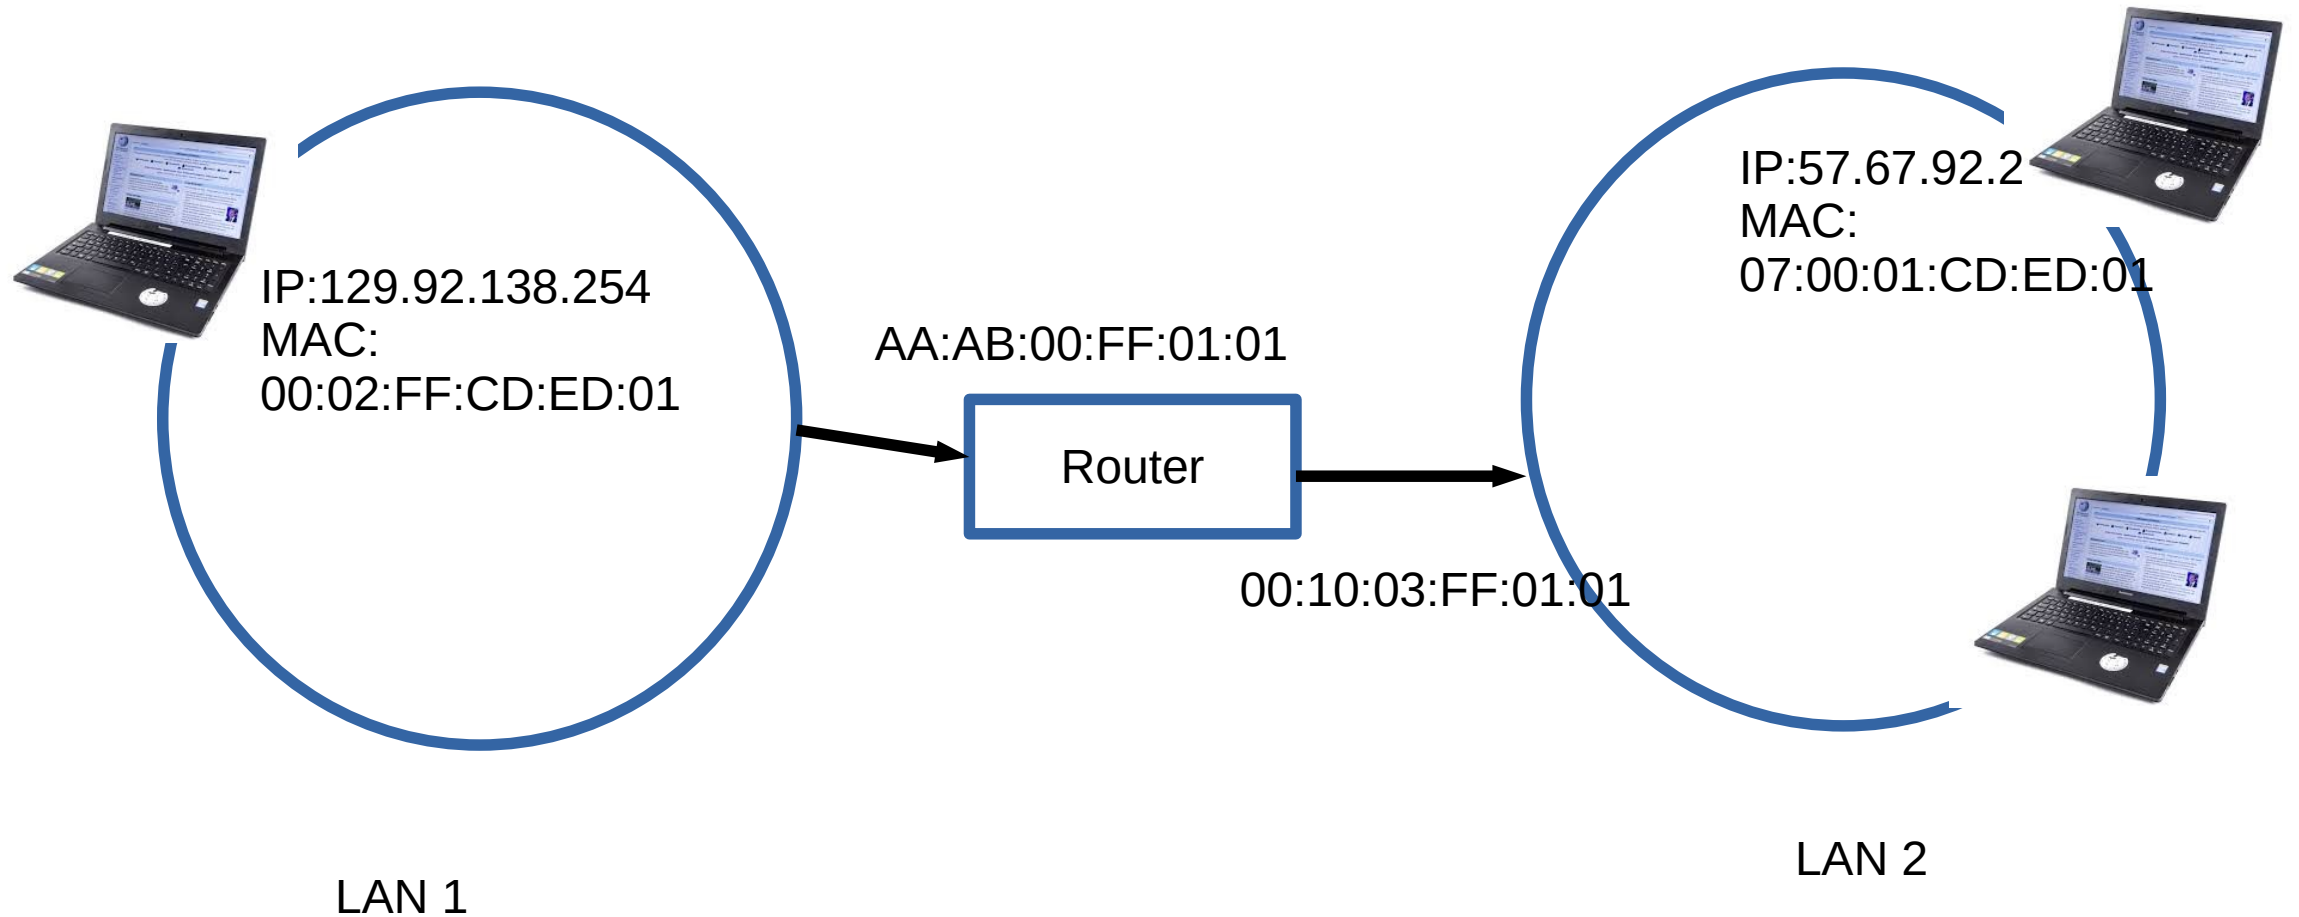 IP:57.67.92.2
MAC:
07:00:01:CD:ED:01
IP:129.92.138.254
MAC:
00:02:FF:CD:ED:01
AA:AB:00:FF:01:01
Router
00:10:03:FF:01:01
LAN 2
LAN 1